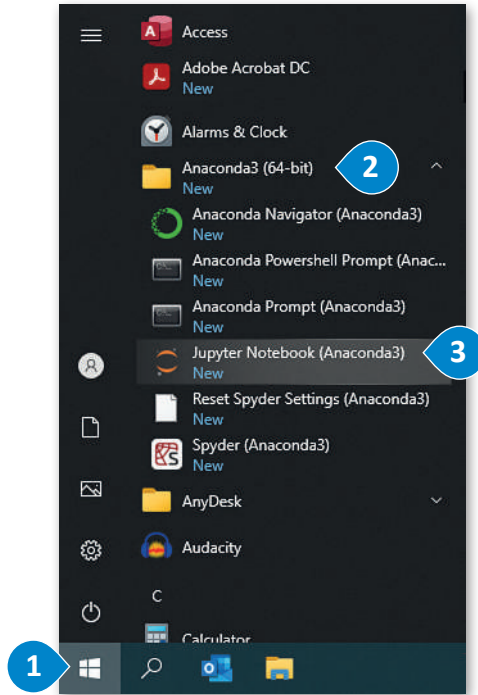 Access
Adobe Acrobat DC
New
Alarms & Clock
Anaconda3 (64-bit)
2
New
Anaconda Navigator (Anaconda3)
New
Anaconda Powershell Prompt (Anac...
New
Anaconda Prompt (Anaconda3)
New
Jupyter Notebook (Anaconda3)
3
New
Reset Spyder Settings (Anaconda3)
New
Spyder (Anaconda3)
New
AnyDesk
Audacity
C
Calculator
1